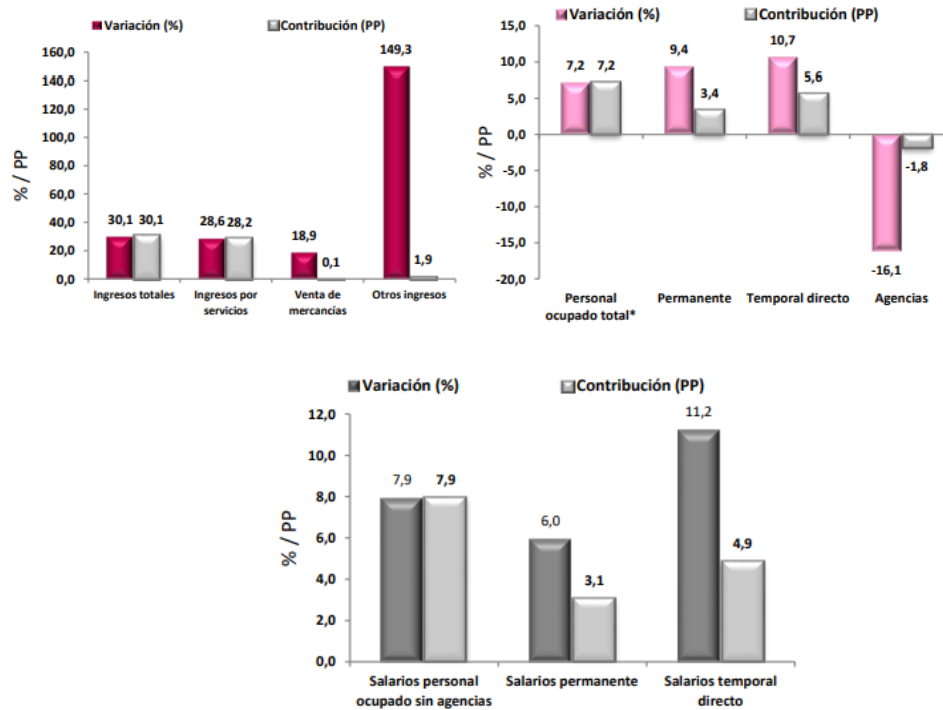 Variación (%) Contribución (PP)
160,0
140,0
120,0
100,0
80,0
60,0
40,0
20,0
0,0
% / PP
30,1 30,1
28,6 28,2
18,9 0,1
149,3 1,9
Ingresos totales
Ingresos por
servicios
Venta de
mercancías
Otros ingresos
Variación (%) Contribución (PP)
15,0
10,0
5,0
0,0
-5,0
-10,0
-15,0
-20,0
% / PP
7,2 7,2
9,4 3,4
10,7 5,6
-16,1 -1,8
Personal
ocupado total*
Permanente
Temporal directo
Agencias
Variación (%) Contribución (PP)
12,0
10,0
8,0
6,0
4,0
2,0
0,0
% / PP
7,9 7,9
6,0 3,1
11,2 4,9
Salarios personal
ocupado sin agencias
Salarios permanente
Salarios temporal
directo